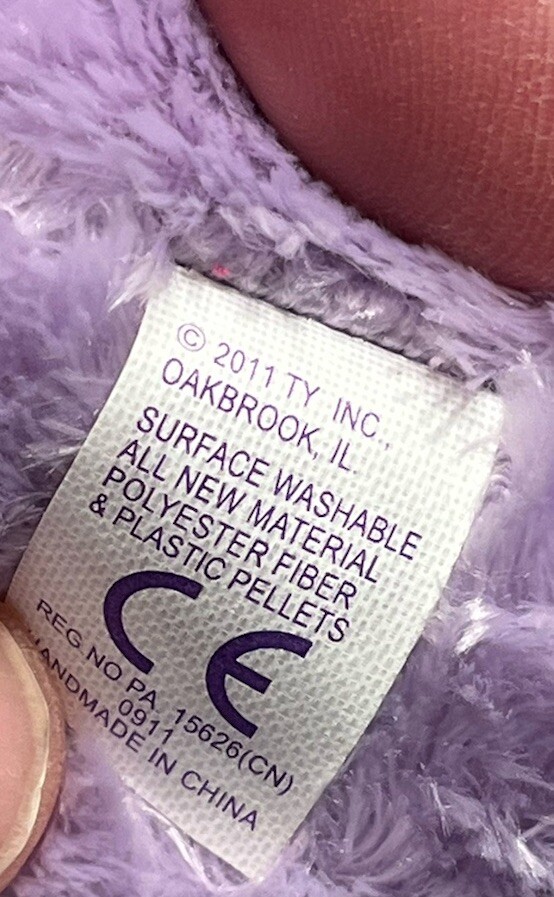 © 2011 TY INC.,
OAKBROOK, IL.
SURFACE WASHABLE
ALL NEW MATERIAL
POLYESTER FIBER
& PLASTIC PELLETS
CE
REG NO PA. 15626(CN)
0911
HANDMADE IN CHINA